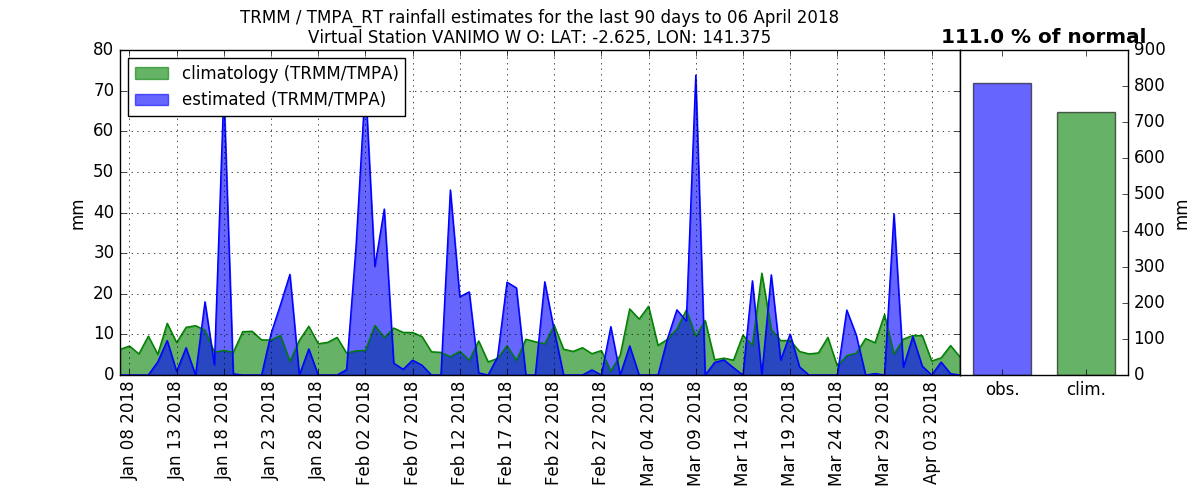 TRMM / TMPA_RT rainfall estimates for the last 90 days to 06 April 2018
Virtual Station VANIMO W O: LAT: -2.625, LON: 141.375
111.0 % of normal
climatology (TRMM/TMPA)
estimated (TRMM/TMPA)
80
70
60
50
40
30
20
10
0
mm
900
800
700
600
500
400
300
200
100
0
mm
obs.
clim.
Jan 08 2018
Jan 13 2018
Jan 18 2018
Jan 23 2018
Jan 28 2018
Feb 02 2018
Feb 07 2018
Feb 12 2018
Feb 17 2018
Feb 22 2018
Feb 27 2018
Mar 04 2018
Mar 09 2018
Mar 14 2018
Mar 19 2018
Mar 24 2018
Mar 29 2018
Apr 03 2018